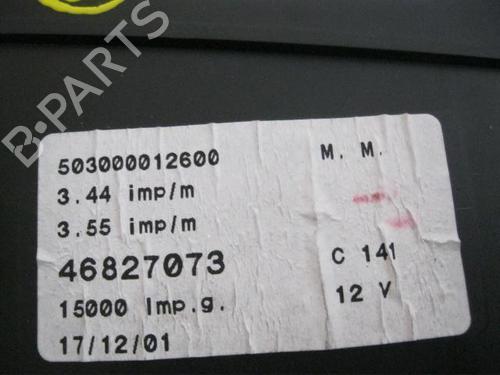 B-PARTS
503000012600 M. M.
3.44 imp/m
3.55 imp/m
46827073 C 141
15000 Imp.g. 12 V
17/12/01